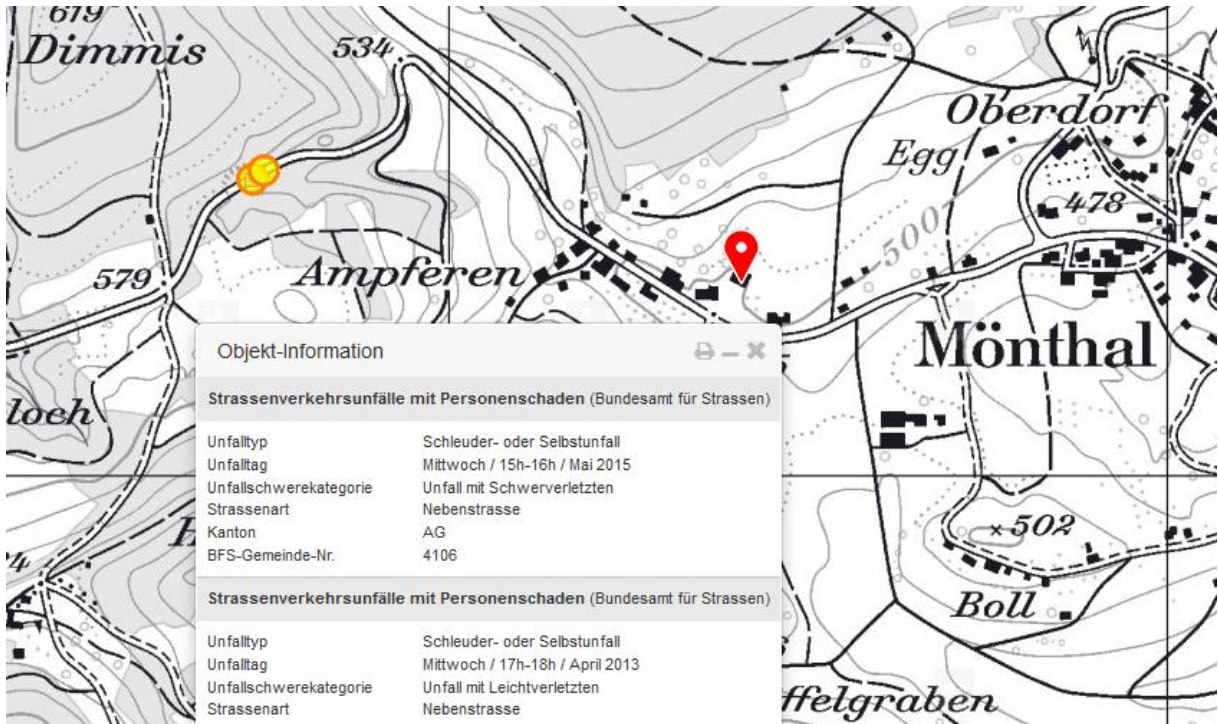 619
Dimmis
534
Oberdorf
Egg
478
500
579
Ampferen
Mönthal
Objekt-Information
loch
Strassenverkehrsunfälle mit Personenschaden (Bundesamt für Strassen)
Unfalltyp Schleuder- oder Selbstunfall
Unfalltag Mittwoch / 15h-16h / Mai 2015
Unfallschwerekategorie Unfall mit Schwerverletzten
Strassenart Nebenstrasse
Kanton AG
BFS-Gemeinde-Nr. 4106
502
Strassenverkehrsunfälle mit Personenschaden (Bundesamt für Strassen)
Boll
Unfalltyp Schleuder- oder Selbstunfall
Unfalltag Mittwoch / 17h-18h / April 2013
Unfallschwerekategorie Unfall mit Leichtverletzten
Strassenart Nebenstrasse
ffelgraben